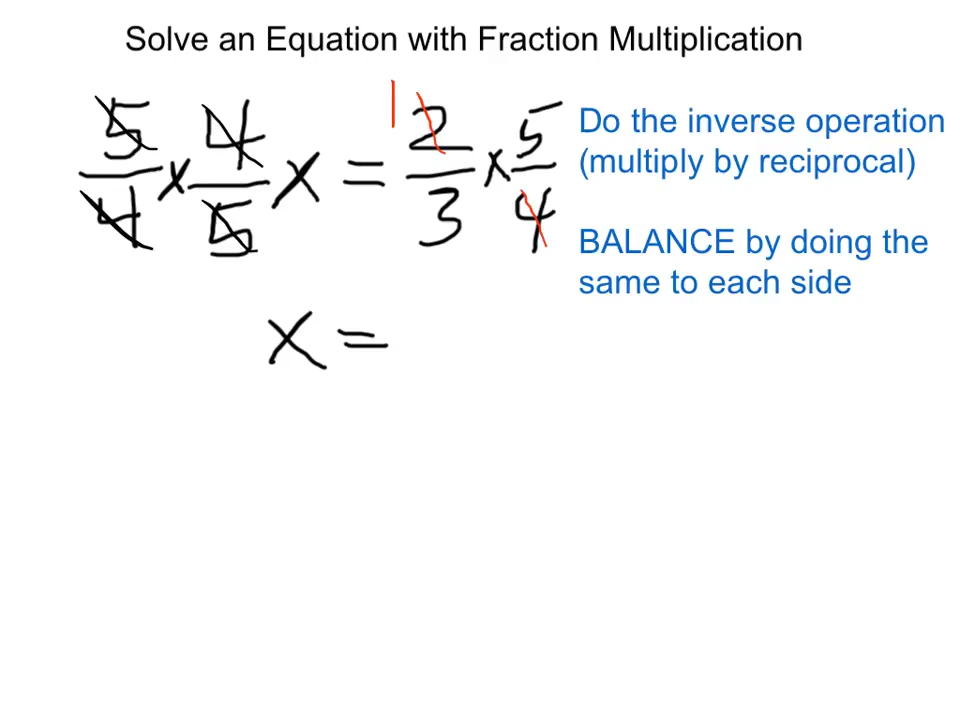 Solve an Equation with Fraction Multiplication
5/4 x 4/5 x = 1 2/3 x 5/4
Do the inverse operation
(multiply by reciprocal)
BALANCE by doing the
same to each side
x =